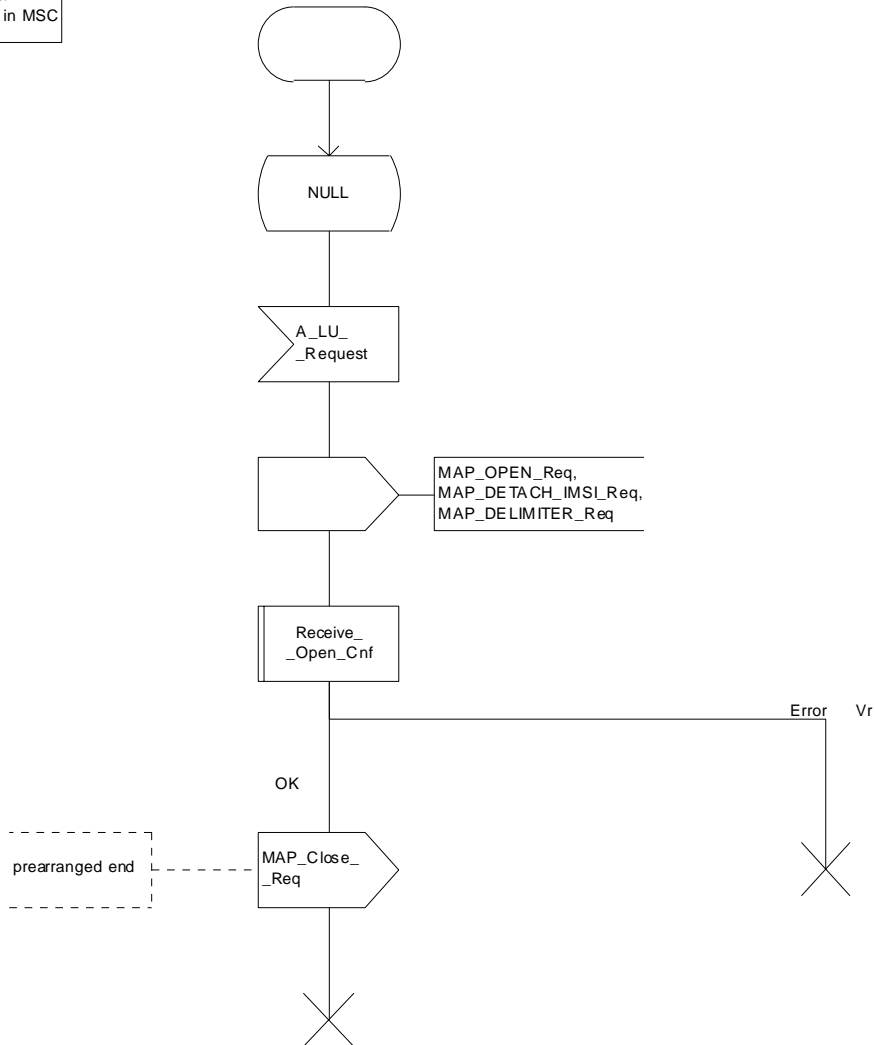 in MSC
NULL
A_LU_
_Request
MAP_OPEN_Req,
MAP_DETACH_IMSI_Req,
MAP_DELIMITER_Req
Receive_
_Open_Cnf
Error Vr
OK
prearranged end
MAP_Close_
_Req